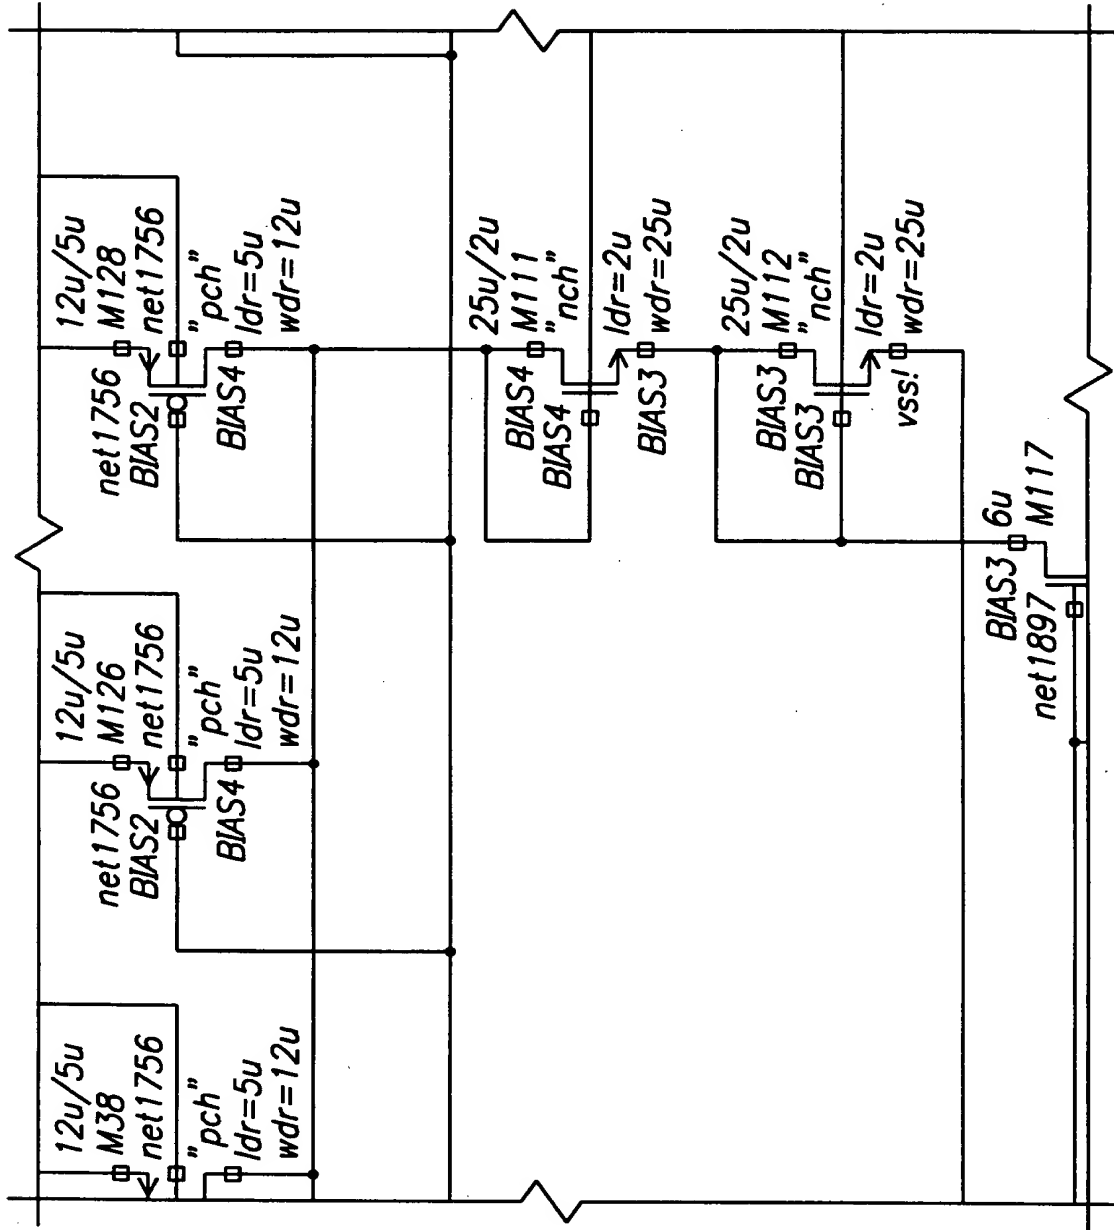 12u/5u
M128
net1756
"pch"
ldr=5u
wdr=12u
net1756
BIAS2
BIAS4
25u/2u
M111
"nch"
ldr=2u
wdr=25u
BIAS4
BIAS4
BIAS3
25u/2u
M112
"nch"
ldr=2u
wdr=25u
BIAS3
BIAS3
vss!
6u
M117
BIAS3
net1897
12u/5u
M126
net1756
"pch"
ldr=5u
wdr=12u
net1756
BIAS2
BIAS4
12u/5u
M38
net1756
"pch"
ldr=5u
wdr=12u